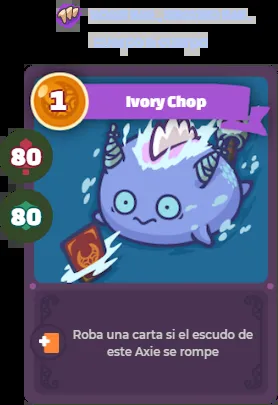 1
Ivory Chop
80
80
Roba una carta si el escudo de
este Axie se rompe